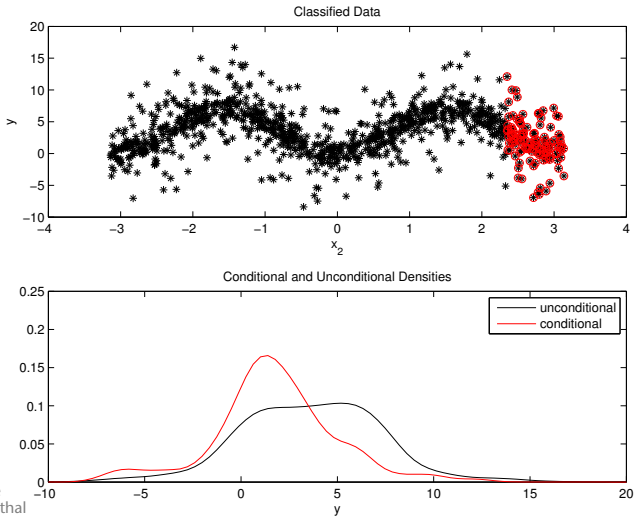 Classified Data
20
15
10
5
0
−5
−10
y
−4 −3 −2 −1 0 1 2 3 4
x2
Conditional and Unconditional Densities
0.25
0.2
0.15
0.1
0.05
0
unconditional
conditional
−10 −5 0 5 10 15 20
y
thal